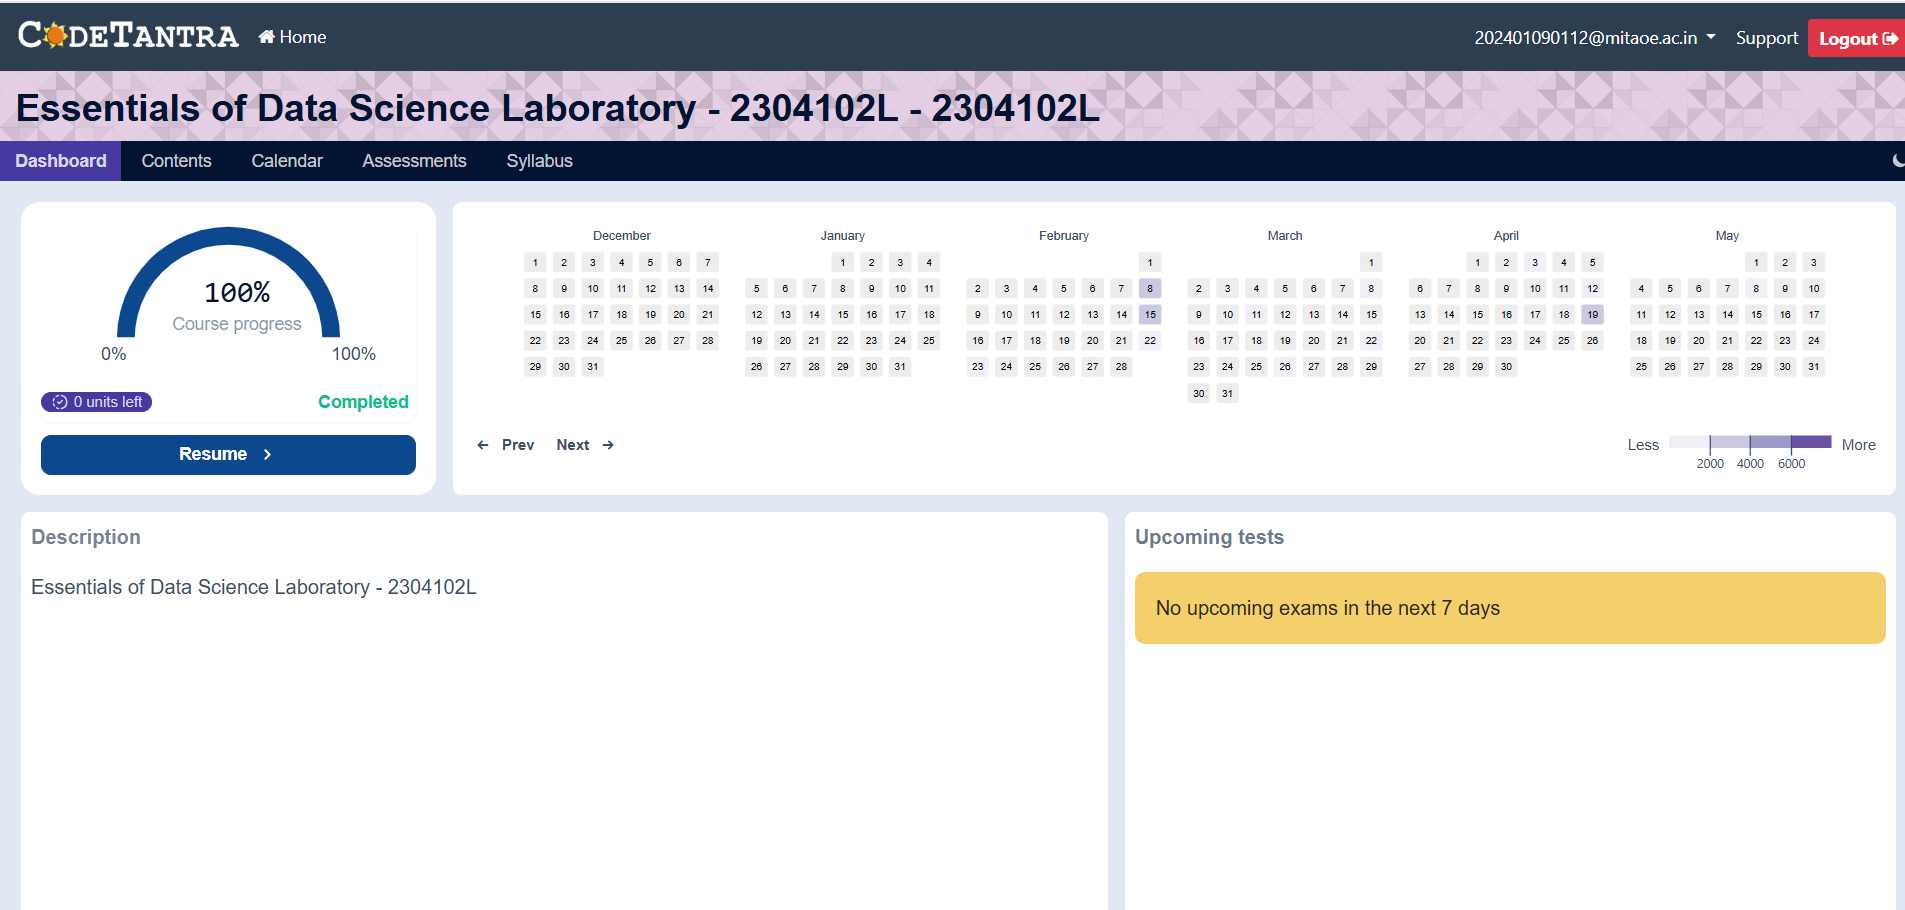 CODETANTRA Home 202401090112@mitaoe.ac.in Support Logout
Essentials of Data Science Laboratory - 2304102L - 2304102L
Dashboard Contents Calendar Assessments Syllabus
100%
Course progress
0% 100%
0 units left Completed
Resume
December
1 2 3 4 5 6 7
8 9 10 11 12 13 14
15 16 17 18 19 20 21
22 23 24 25 26 27 28
29 30 31
January
1 2 3 4
5 6 7 8 9 10 11
12 13 14 15 16 17 18
19 20 21 22 23 24 25
26 27 28 29 30 31
February
1
2 3 4 5 6 7 8
9 10 11 12 13 14 15
16 17 18 19 20 21 22
23 24 25 26 27 28
March
1
2 3 4 5 6 7 8
9 10 11 12 13 14 15
16 17 18 19 20 21 22
23 24 25 26 27 28 29
30 31
April
1 2 3 4 5
6 7 8 9 10 11 12
13 14 15 16 17 18 19
20 21 22 23 24 25 26
27 28 29 30
May
1 2 3
4 5 6 7 8 9 10
11 12 13 14 15 16 17
18 19 20 21 22 23 24
25 26 27 28 29 30 31
← Prev Next →
Less More
2000 4000 6000
Description
Essentials of Data Science Laboratory - 2304102L
Upcoming tests
No upcoming exams in the next 7 days